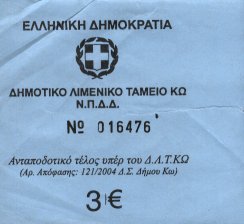 ΕΛΛΗΝΙΚΗ ΔΗΜΟΚΡΑΤΙΑ
ΔΗΜΟΤΙΚΟ ΛΙΜΕΝΙΚΟ ΤΑΜΕΙΟ ΚΩ
Ν.Π.Δ.Δ.
№ 016476
Ανταποδοτικό τέλος υπέρ του Δ.Λ.Τ.ΚΩ
(Αρ. Απόφασης: 121/2004 Δ.Σ. Δήμου Κω)
3 €